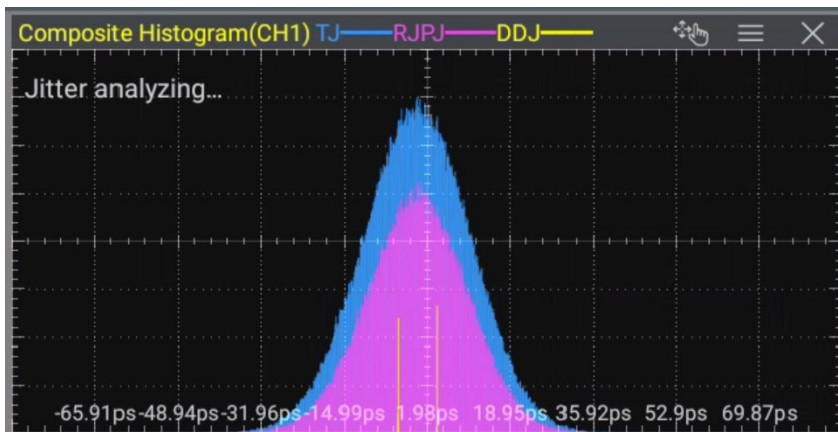 Composite Histogram(CH1) TJ RJPJ DDJ
Jitter analyzing...
-65.91ps -48.94ps -31.96ps -14.99ps 1.98ps 18.95ps 35.92ps 52.9ps 69.87ps